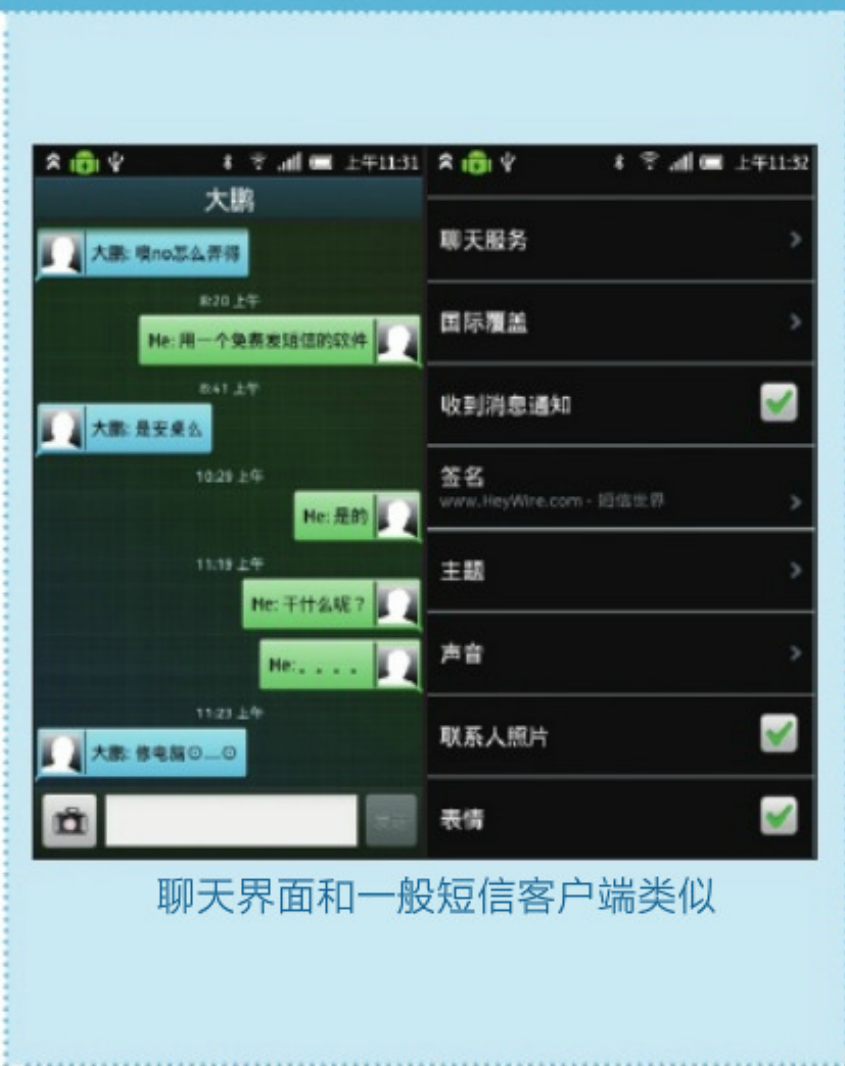 上午11:31
大鹏
大鹏: 噢no怎么弄得
8:20 上午
Me: 用一个免费发短信的软件
8:41 上午
大鹏: 是安桌么
10:29 上午
Me: 是的
11:19 上午
Me: 干什么呢？
Me: 。。。。
11:23 上午
大鹏: 修电脑⊙__⊙
上午11:32
聊天服务
国际覆盖
收到消息通知
签名
www.HeyWire.com - 短信世界
主题
声音
联系人照片
表情
聊天界面和一般短信客户端类似